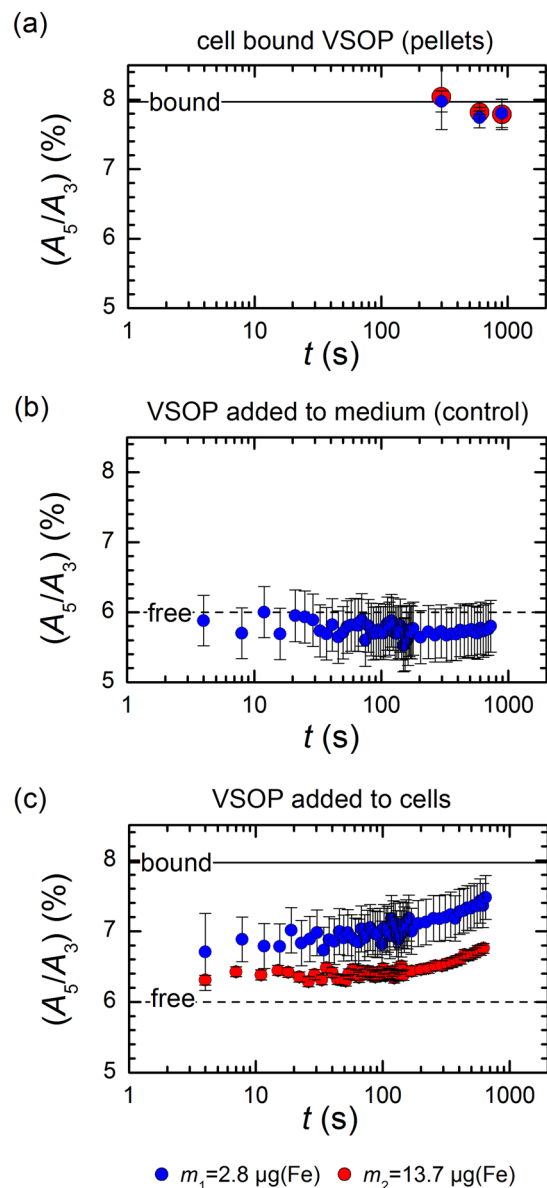 (a)
cell bound VSOP (pellets)
8
bound
7
6
5
(A5/A3) (%)
1
10
100
1000
t (s)
(b)
VSOP added to medium (control)
8
7
6
free
5
(A5/A3) (%)
1
10
100
1000
t (s)
(c)
VSOP added to cells
8
bound
7
6
free
5
(A5/A3) (%)
1
10
100
1000
t (s)
m1=2.8 µg(Fe)
m2=13.7 µg(Fe)